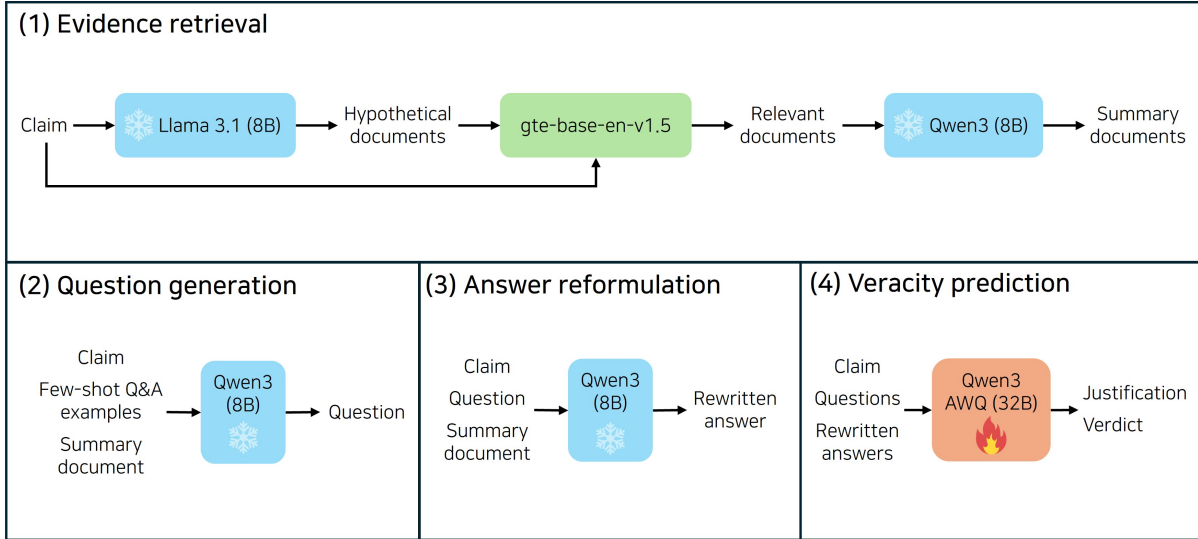 (1) Evidence retrieval
Claim
Llama 3.1 (8B)
Hypothetical
documents
gte-base-en-v1.5
Relevant
documents
Qwen3 (8B)
Summary
documents
(2) Question generation
Claim
Few-shot Q&A
examples
Summary
document
Qwen3
(8B)
Question
(3) Answer reformulation
Claim
Question
Summary
document
Qwen3
(8B)
Rewritten
answer
(4) Veracity prediction
Claim
Questions
Rewritten
answers
Qwen3
AWQ (32B)
Justification
Verdict